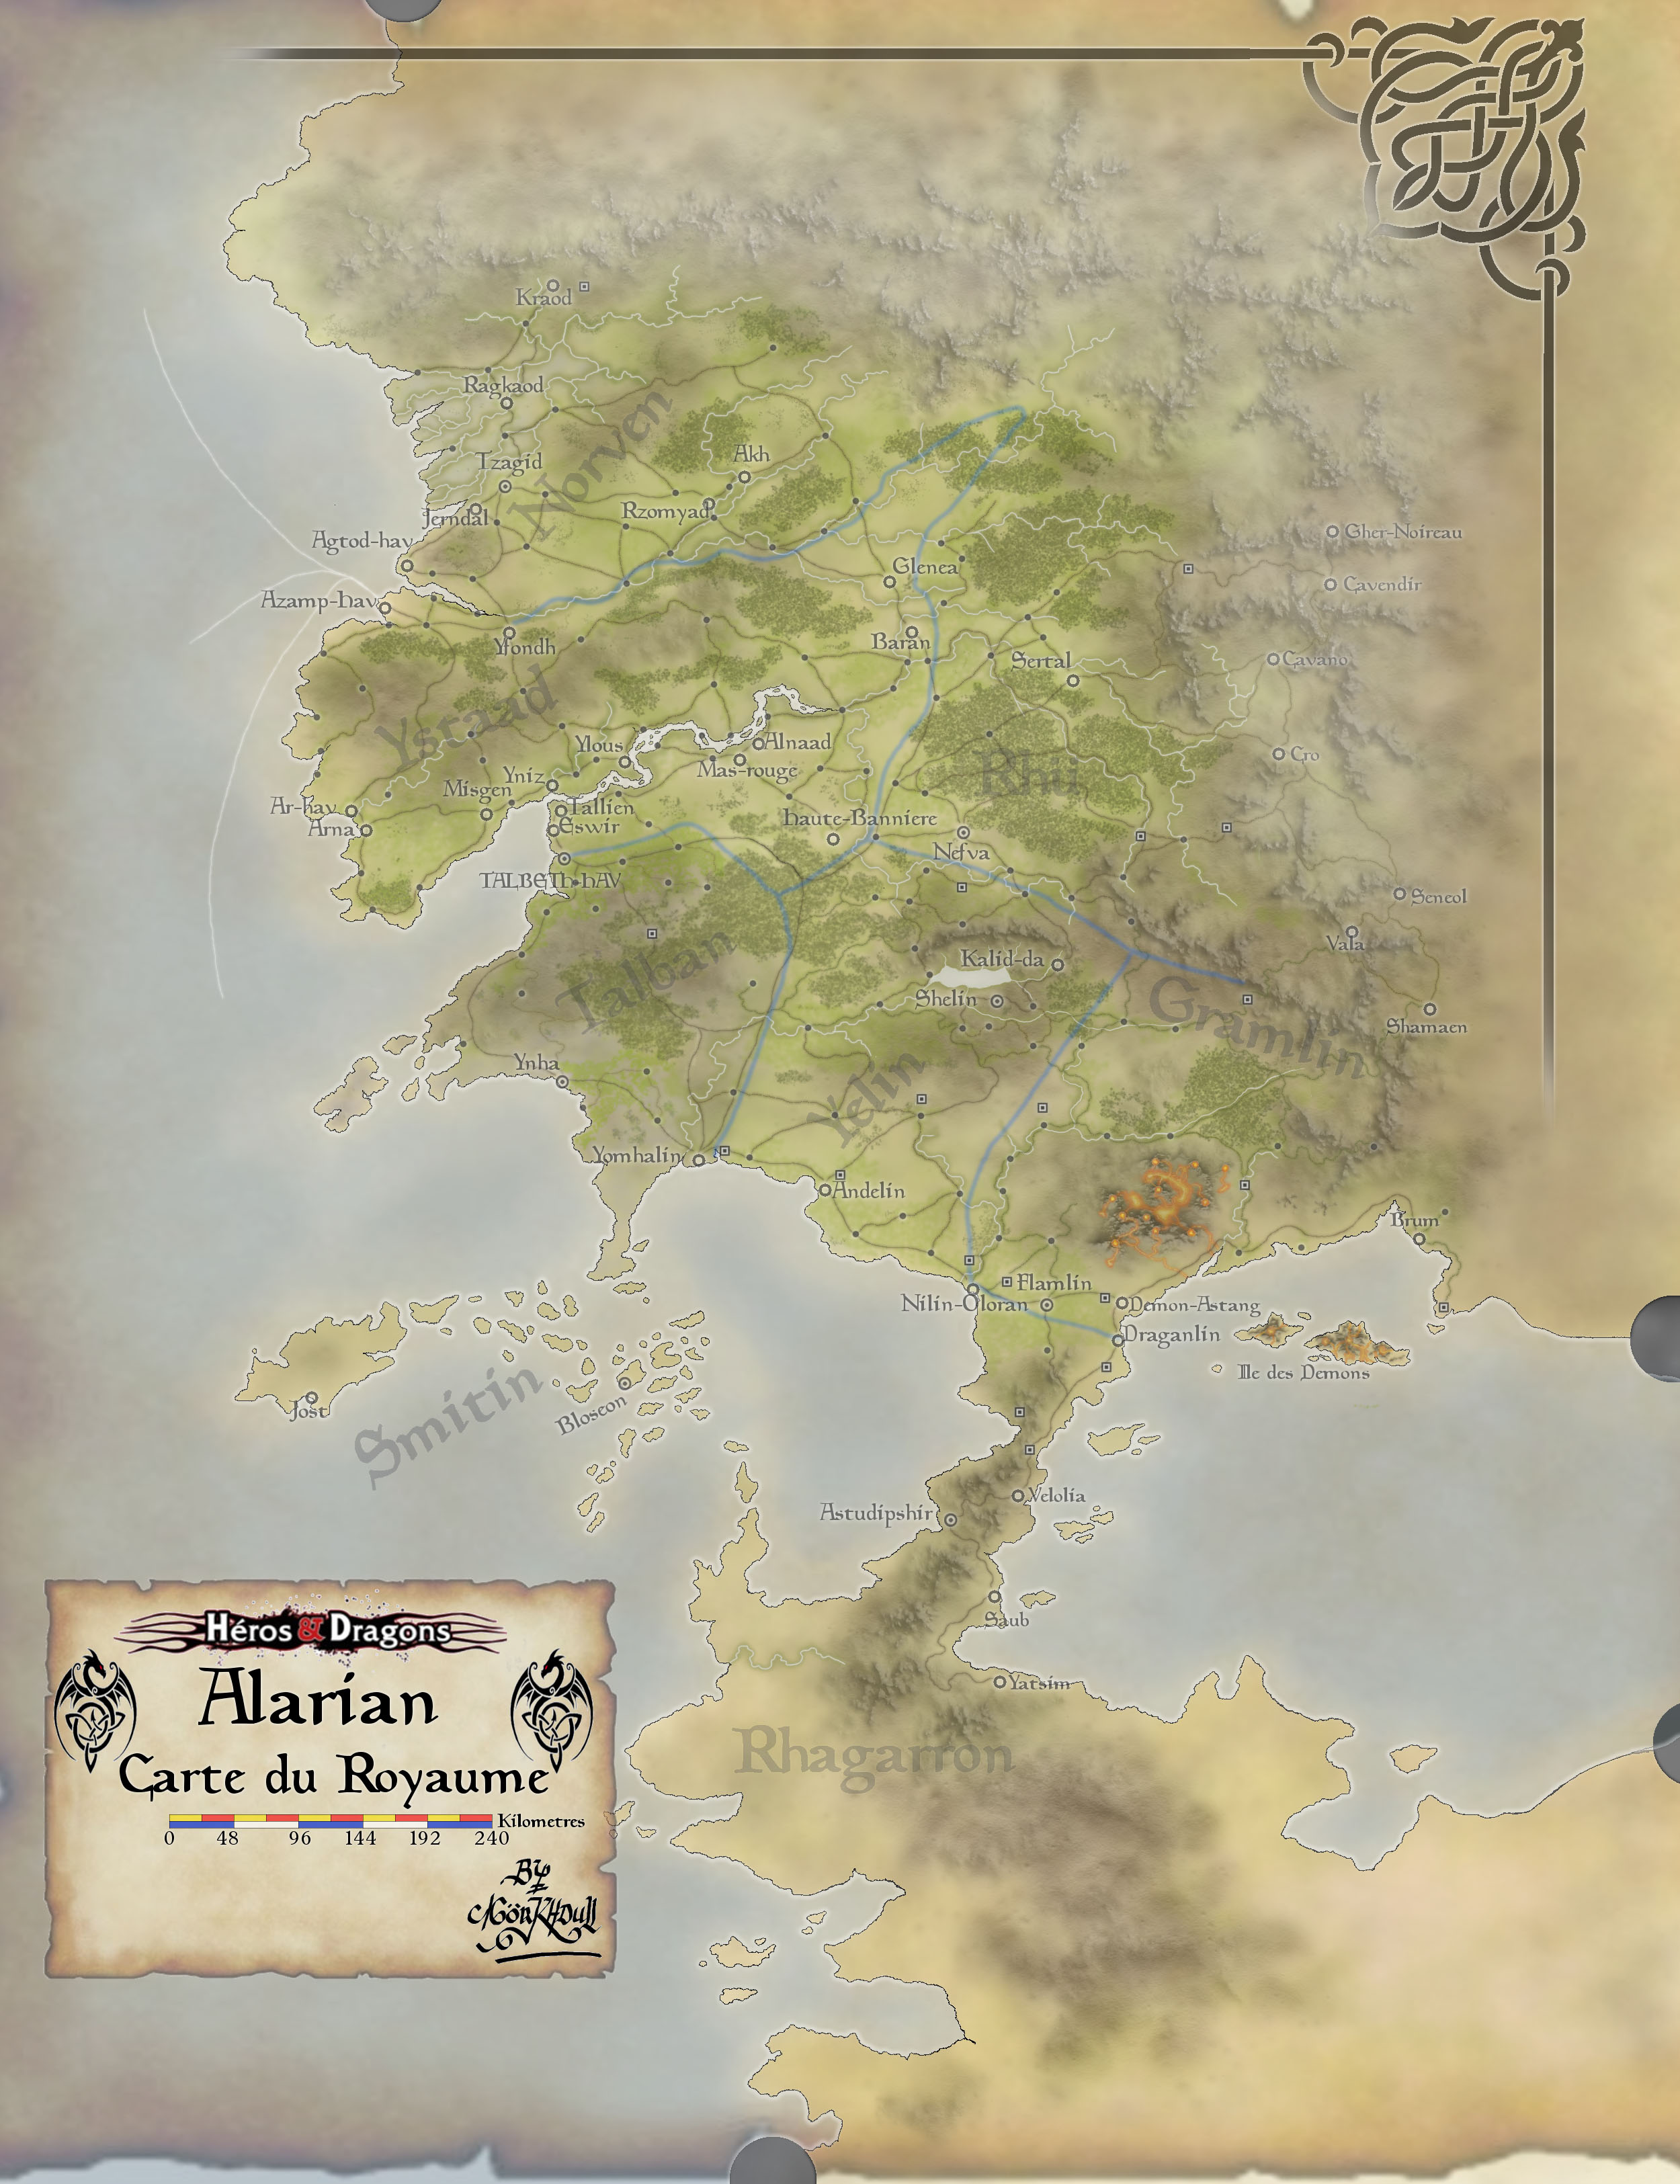 Kraod
Ragkaod
Tzagid
Norven
Akh
Rzomyad
Jerndal
Agtod-hav
Gher-Noireau
Glenea
Cavendir
Azamp-hav
Yfondh
Baran
Sertal
Cavano
Ystraad
Ylous
Alnaad
Mas-rouge
Rhu
Cro
Yniz
Misgen
Ar-hav
Arna
Tallien
Eswir
haute-Banniere
Nefva
TALBETh-hAV
Seneol
Vala
Talban
Kalid-da
Shelin
Gramlin
Shamaen
Ynha
Yelin
Yomhalin
Andelin
Brum
Flamlin
Nilin-Oloran
Demon-Astang
Draganlin
Ile des Demons
Smitin
Jost
Bloseon
Velolia
Astudipshir
Saub
Yatsim
Rhagarron
Héros & Dragons
Alarian
Carte du Royaume
Kilometres
0 48 96 144 192 240
By